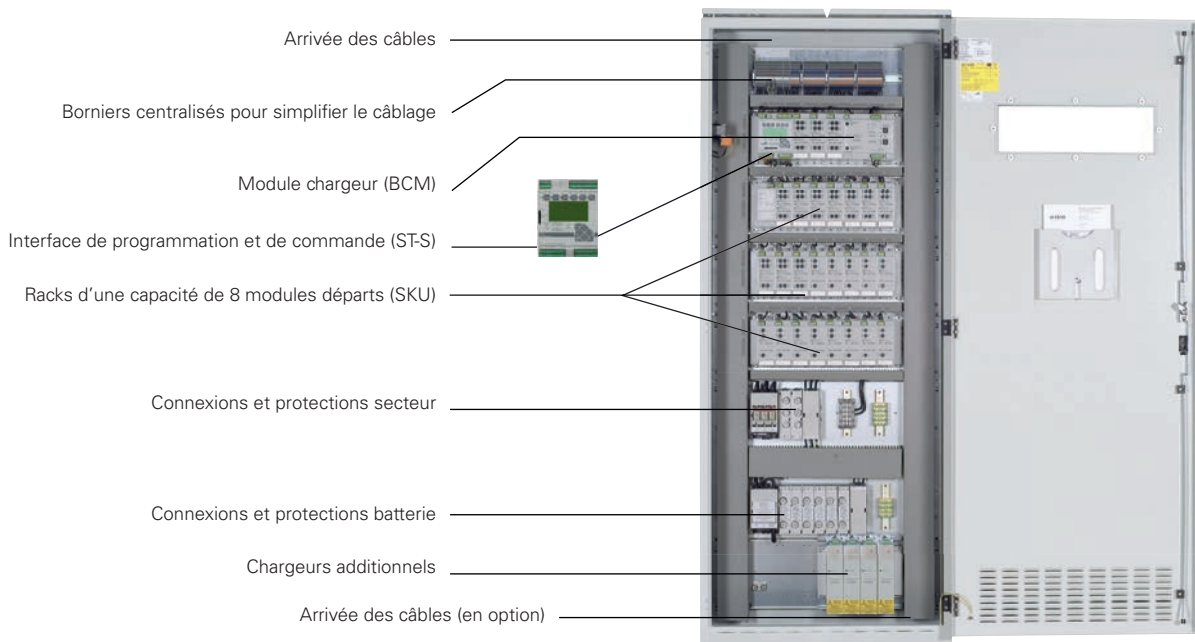 Arrivée des câbles
Borniers centralisés pour simplifier le câblage
Module chargeur (BCM)
Interface de programmation et de commande (ST-S)
Racks d’une capacité de 8 modules départs (SKU)
Connexions et protections secteur
Connexions et protections batterie
Chargeurs additionnels
Arrivée des câbles (en option)